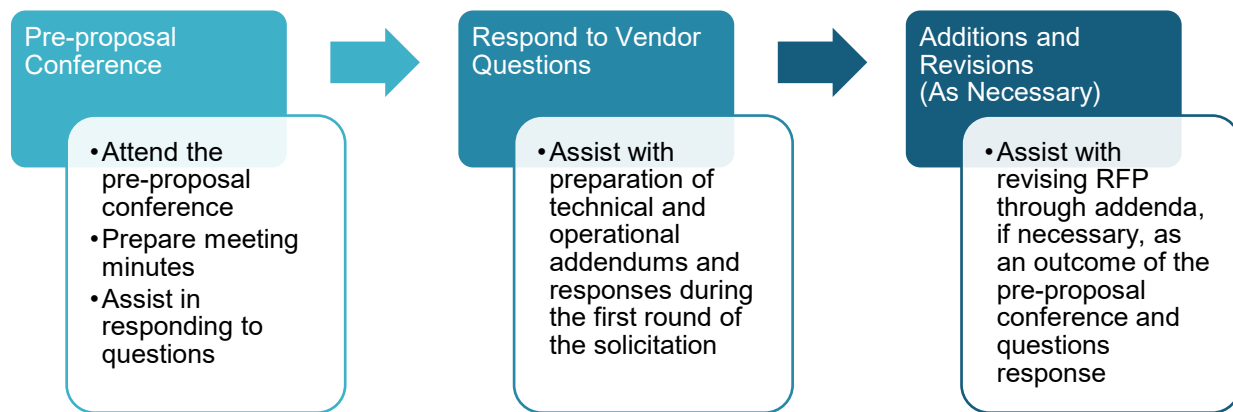 Pre-proposal
Conference
•Attend the
pre-proposal
conference
•Prepare meeting
minutes
•Assist in
responding to
questions
Respond to Vendor
Questions
•Assist with
preparation of
technical and
operational
addendums and
responses during
the first round of
the solicitation
Additions and
Revisions
(As Necessary)
•Assist with
revising RFP
through addenda,
if necessary, as
an outcome of the
pre-proposal
conference and
questions
response